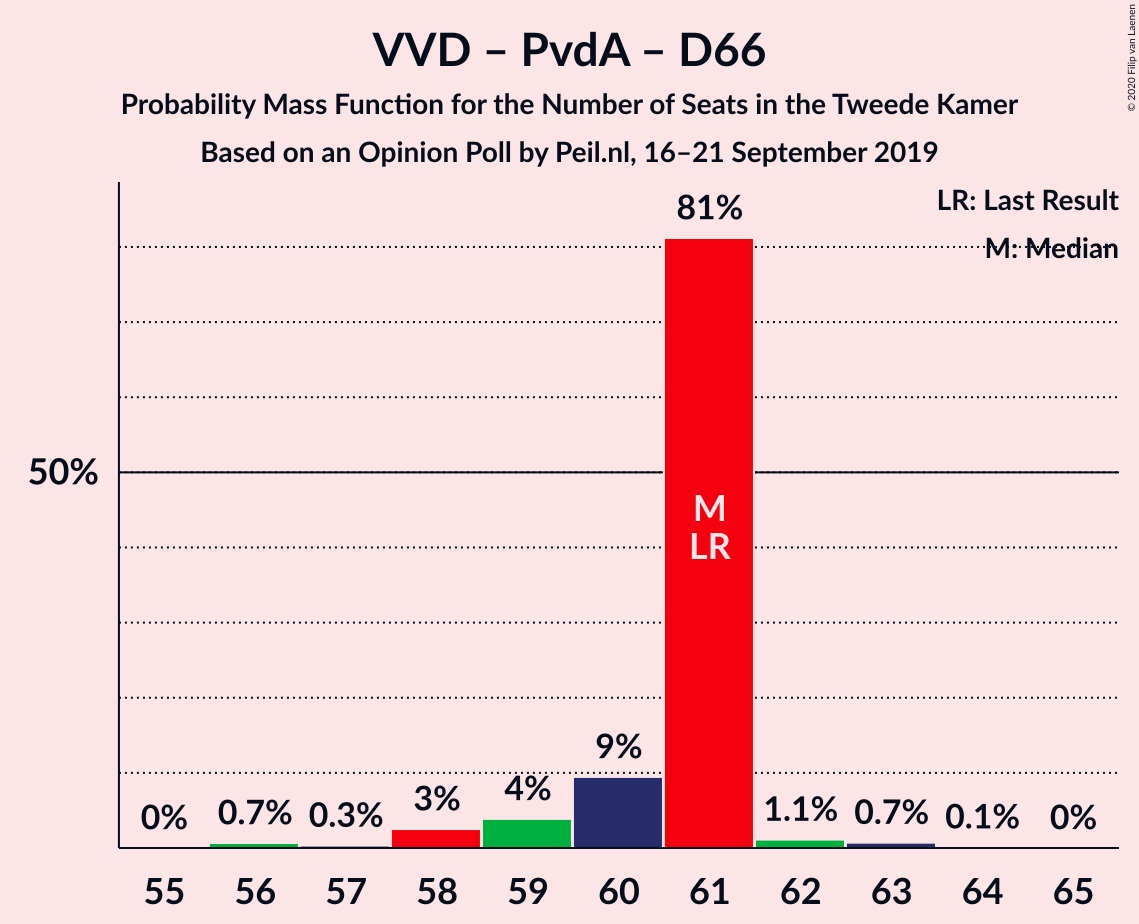 VVD – PvdA – D66
Probability Mass Function for the Number of Seats in the Tweede Kamer
Based on an Opinion Poll by Peil.nl, 16–21 September 2019
© 2020 Filip van Laenen
LR: Last Result
M: Median
50%
0%
0.7%
0.3%
3%
4%
9%
81%
1.1%
0.7%
0.1%
0%
M
LR
55
56
57
58
59
60
61
62
63
64
65